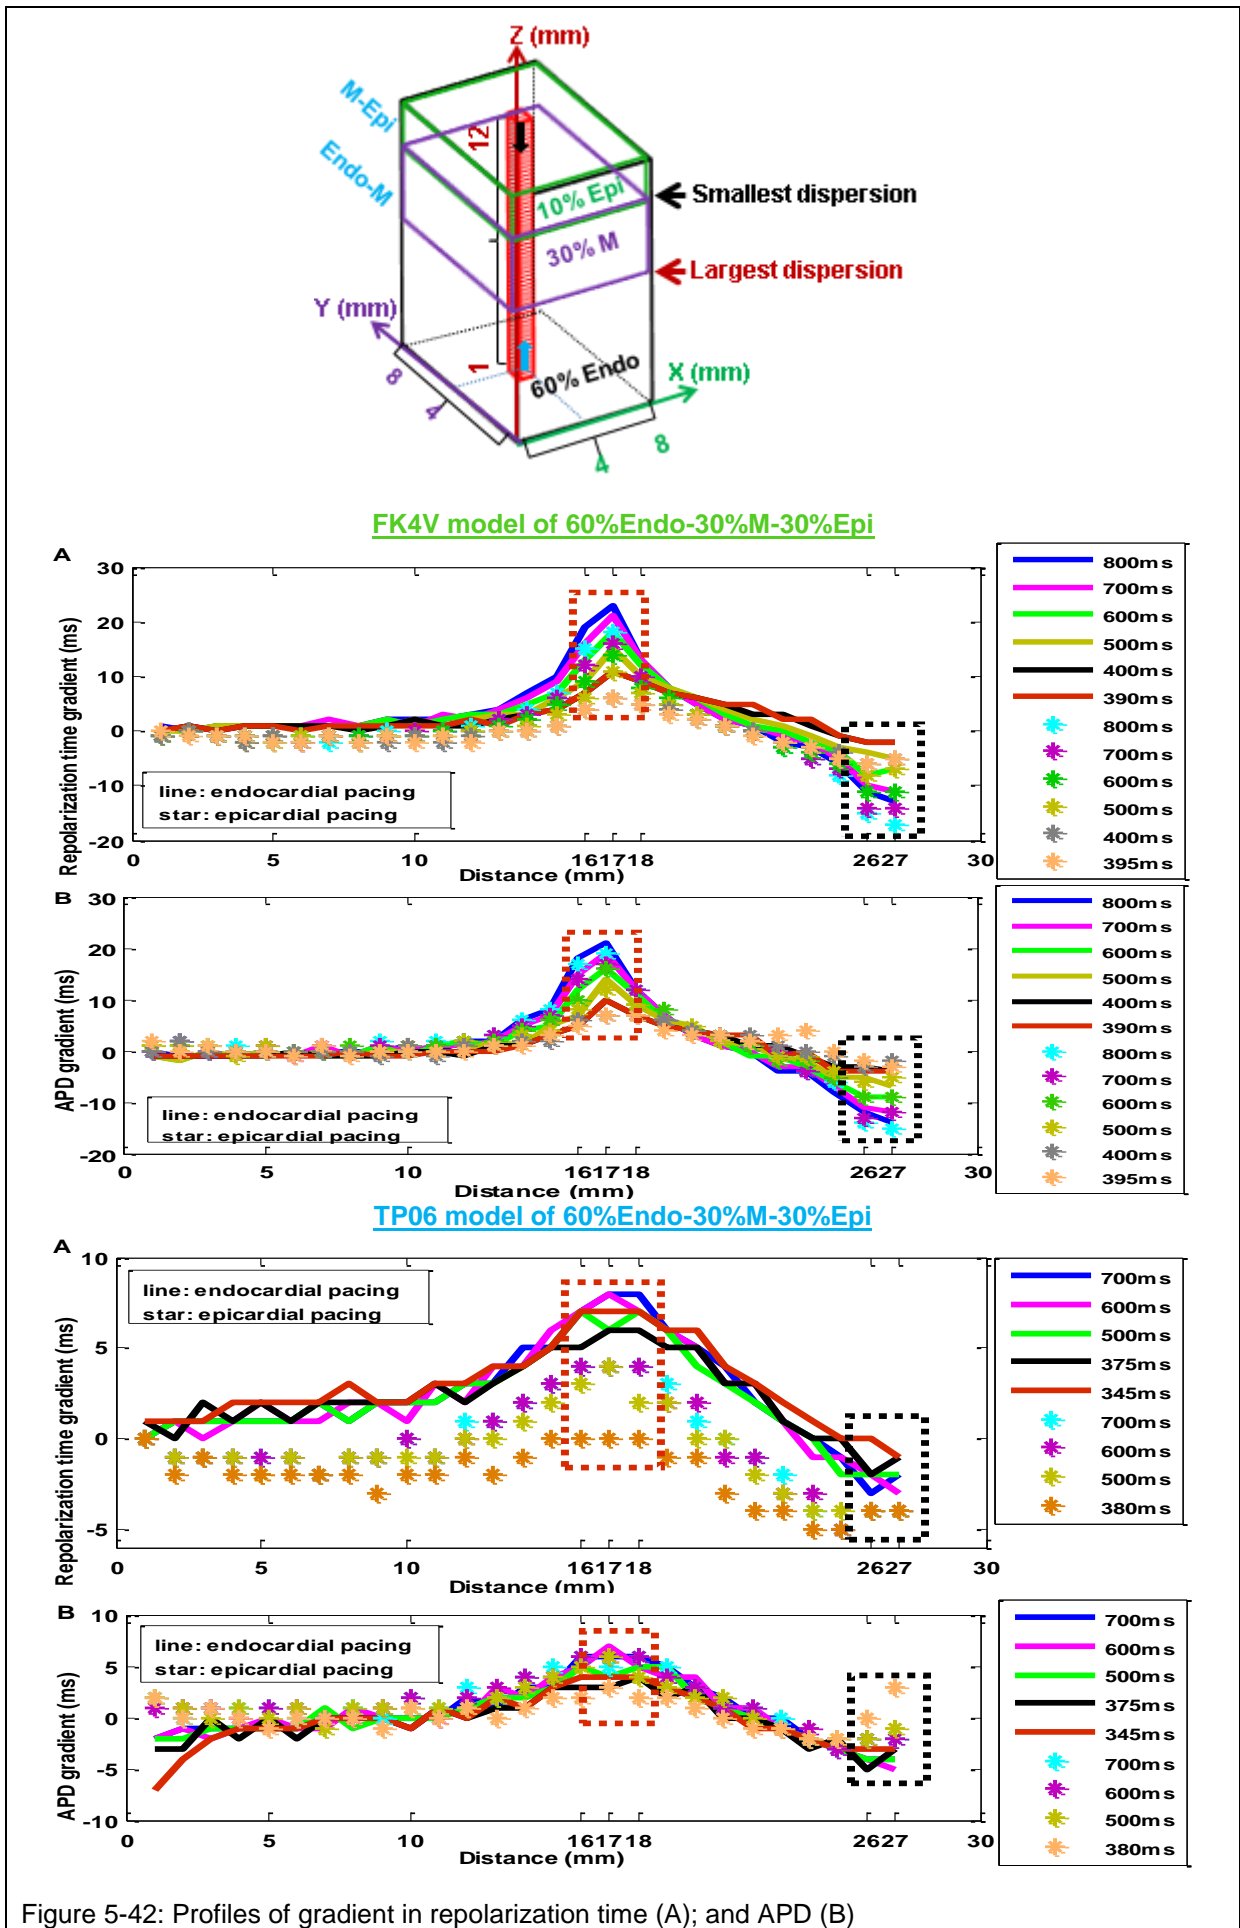 Z (mm)
M-Epi
Endo-M
12
10% Epi
Smallest dispersion
30% M
Largest dispersion
Y (mm)
1
60% Endo
X (mm)
8
4
4
8
FK4V model of 60%Endo-30%M-30%Epi
A
Repolarization time gradient (ms)
30
20
10
0
-10
-20
line: endocardial pacing
star: epicardial pacing
0 5 10 161718 2627 30
Distance (mm)
800ms
700ms
600ms
500ms
400ms
390ms
800ms
700ms
600ms
500ms
400ms
395ms
B
APD gradient (ms)
30
20
10
0
-10
-20
line: endocardial pacing
star: epicardial pacing
0 5 10 161718 2627 30
Distance (mm)
800ms
700ms
600ms
500ms
400ms
390ms
800ms
700ms
600ms
500ms
400ms
395ms
TP06 model of 60%Endo-30%M-30%Epi
A
Repolarization time gradient (ms)
10
5
0
-5
line: endocardial pacing
star: epicardial pacing
0 5 10 161718 2627 30
Distance (mm)
700ms
600ms
500ms
375ms
345ms
700ms
600ms
500ms
380ms
B
APD gradient (ms)
10
5
0
-5
-10
line: endocardial pacing
star: epicardial pacing
0 5 10 161718 2627 30
Distance (mm)
700ms
600ms
500ms
375ms
345ms
700ms
600ms
500ms
380ms
Figure 5-42: Profiles of gradient in repolarization time (A); and APD (B)